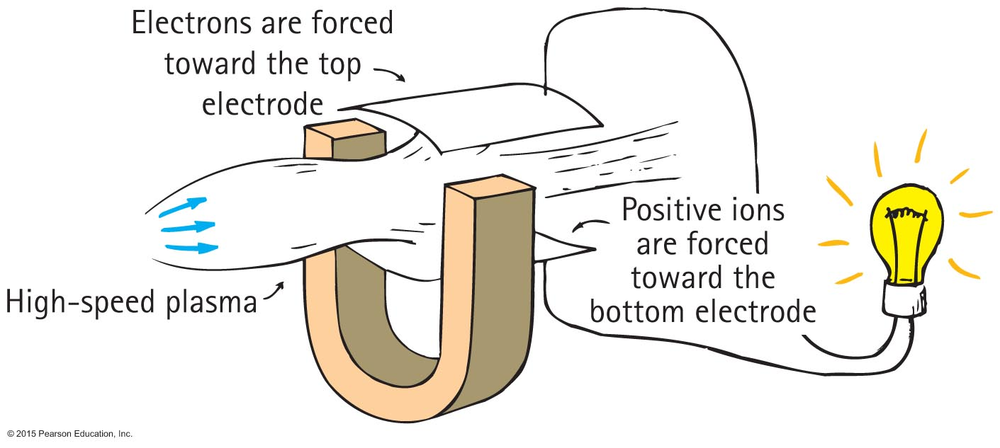 Electrons are forced
toward the top
electrode
High-speed plasma
Positive ions
are forced
toward the
bottom electrode
© 2015 Pearson Education, Inc.